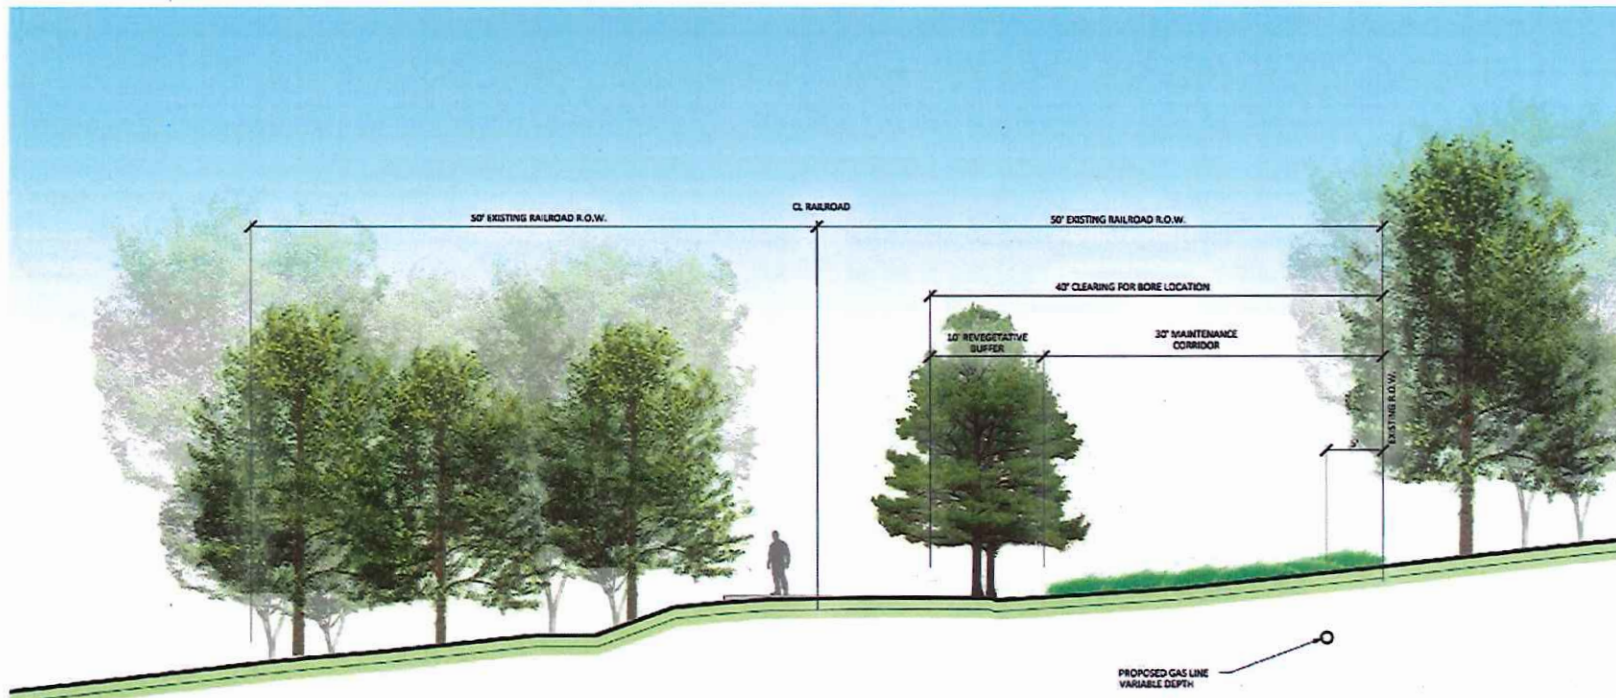 CL RAILROAD
50' EXISTING RAILROAD R.O.W.
50' EXISTING RAILROAD R.O.W.
40' CLEARING FOR BORE LOCATION
10' REVEGETATIVE
BUFFER
30' MAINTENANCE
CORRIDOR
EXISTING R.O.W.
5'
PROPOSED GAS LINE
VARIABLE DEPTH